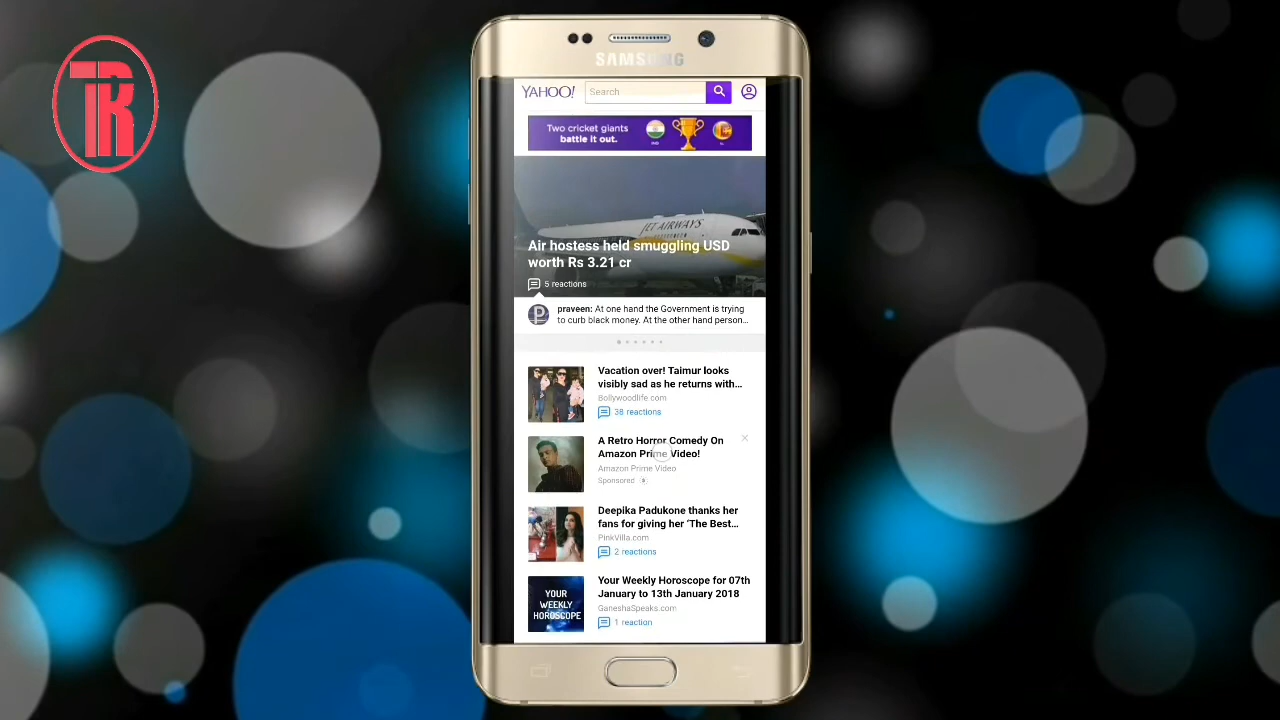 TRK
SAMSUNG
YAHOO!
Search
Two cricket giants
battle it out.
IND
SL
JET AIRWAYS
Air hostess held smuggling USD
worth Rs 3.21 cr
5 reactions
P
praveen: At one hand the Government is trying
to curb black money. At the other hand person...
Vacation over! Taimur looks
visibly sad as he returns with...
Bollywoodlife.com
38 reactions
A Retro Horror Comedy On
Amazon Prime Video!
Amazon Prime Video
Sponsored
Deepika Padukone thanks her
fans for giving her ‘The Best...
PinkVilla.com
2 reactions
YOUR
WEEKLY
HOROSCOPE
Your Weekly Horoscope for 07th
January to 13th January 2018
GaneshaSpeaks.com
1 reaction